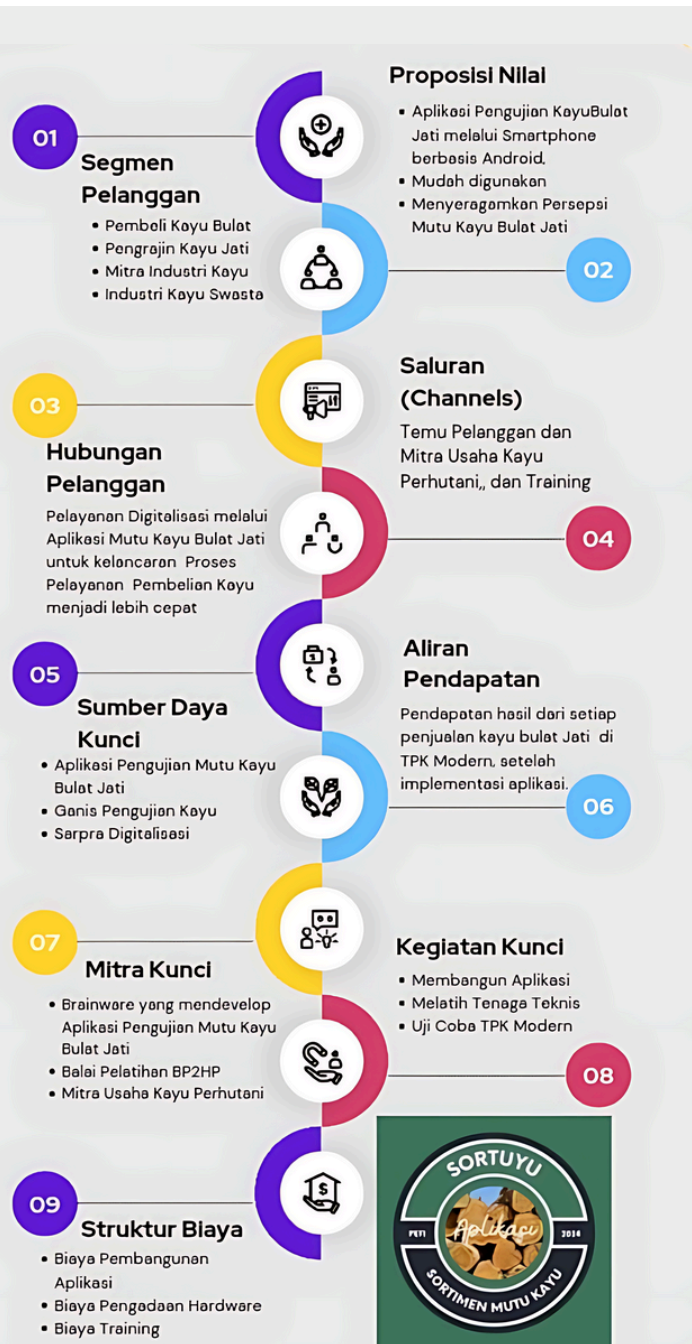 01
Segmen
Pelanggan
• Pembeli Kayu Bulat
• Pengrajin Kayu Jati
• Mitra Industri Kayu
• Industri Kayu Swasta
Proposisi Nilai
• Aplikasi Pengujian KayuBulat
Jati melalui Smartphone
berbasis Android,
• Mudah digunakan
• Menyeragamkan Persepsi
Mutu Kayu Bulat Jati
02
03
Hubungan
Pelanggan
Pelayanan Digitalisasi melalui
Aplikasi Mutu Kayu Bulat Jati
untuk kelancaran Proses
Pelayanan Pembelian Kayu
menjadi lebih cepat
Saluran
(Channels)
Temu Pelanggan dan
Mitra Usaha Kayu
Perhutani,, dan Training
04
05
Sumber Daya
Kunci
• Aplikasi Pengujian Mutu Kayu
Bulat Jati
• Ganis Pengujian Kayu
• Sarpra Digitalisasi
Aliran
Pendapatan
Pendapatan hasil dari setiap
penjualan kayu bulat Jati di
TPK Modern, setelah
implementasi aplikasi.
06
07
Mitra Kunci
• Brainware yang mendevelop
Aplikasi Pengujian Mutu Kayu
Bulat Jati
• Balai Pelatihan BP2HP
• Mitra Usaha Kayu Perhutani
Kegiatan Kunci
• Membangun Aplikasi
• Melatih Tenaga Teknis
• Uji Coba TPK Modern
08
09
Struktur Biaya
• Biaya Pembangunan
Aplikasi
• Biaya Pengadaan Hardware
• Biaya Training
SORTUYU
Aplikasi
SORTIMEN MUTU KAYU